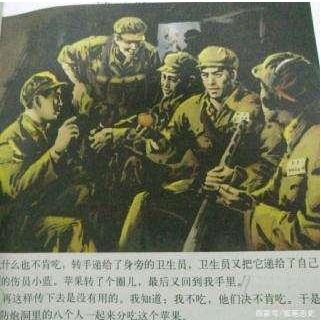 什么也不肯吃，转手递给了身旁的卫生员，卫生员又把它递给了自己
的伤员小蓝。苹果转了个圈儿，最后又回到我手里。
再这样传下去是没有用的。我知道：我不吃，他们决不肯吃。于是
防炮洞里的八个人一起来分吃这个苹果。